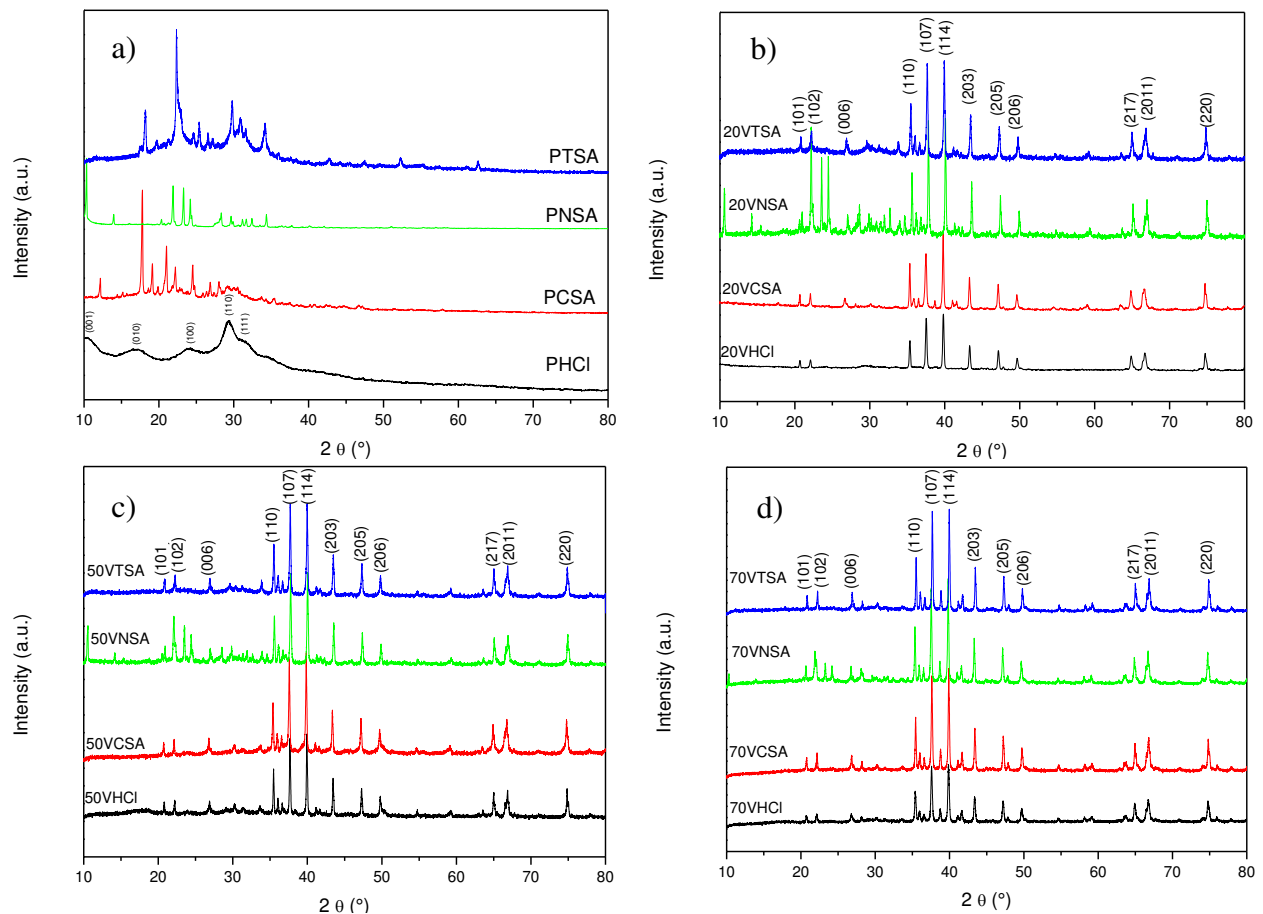 a)
PTSA
PNSA
PCSA
PHCl
(001)
(010)
(100)
(110)
(111)
Intensity (a.u.)
10 20 30 40 50 60 70 80
2 θ (°)
b)
(101)
(102)
(006)
(110)
(107)
(114)
(203)
(205)
(206)
(217)
(2011)
(220)
20VTSA
20VNSA
20VCSA
20VHCl
Intensity (a.u.)
10 20 30 40 50 60 70 80
2 θ (°)
c)
(101
(102)
(006)
(110)
(107)
(114)
(203)
(205)
(206)
(217)
(2011)
(220)
50VTSA
50VNSA
50VCSA
50VHCl
Intensity (a.u.)
10 20 30 40 50 60 70 80
2 θ (°)
d)
(101)
(102)
(006)
(110)
(107)
(114)
(203)
(205)
(206)
(217)
(2011)
(220)
70VTSA
70VNSA
70VCSA
70VHCl
Intensity (a.u.)
10 20 30 40 50 60 70 80
2 θ (°)